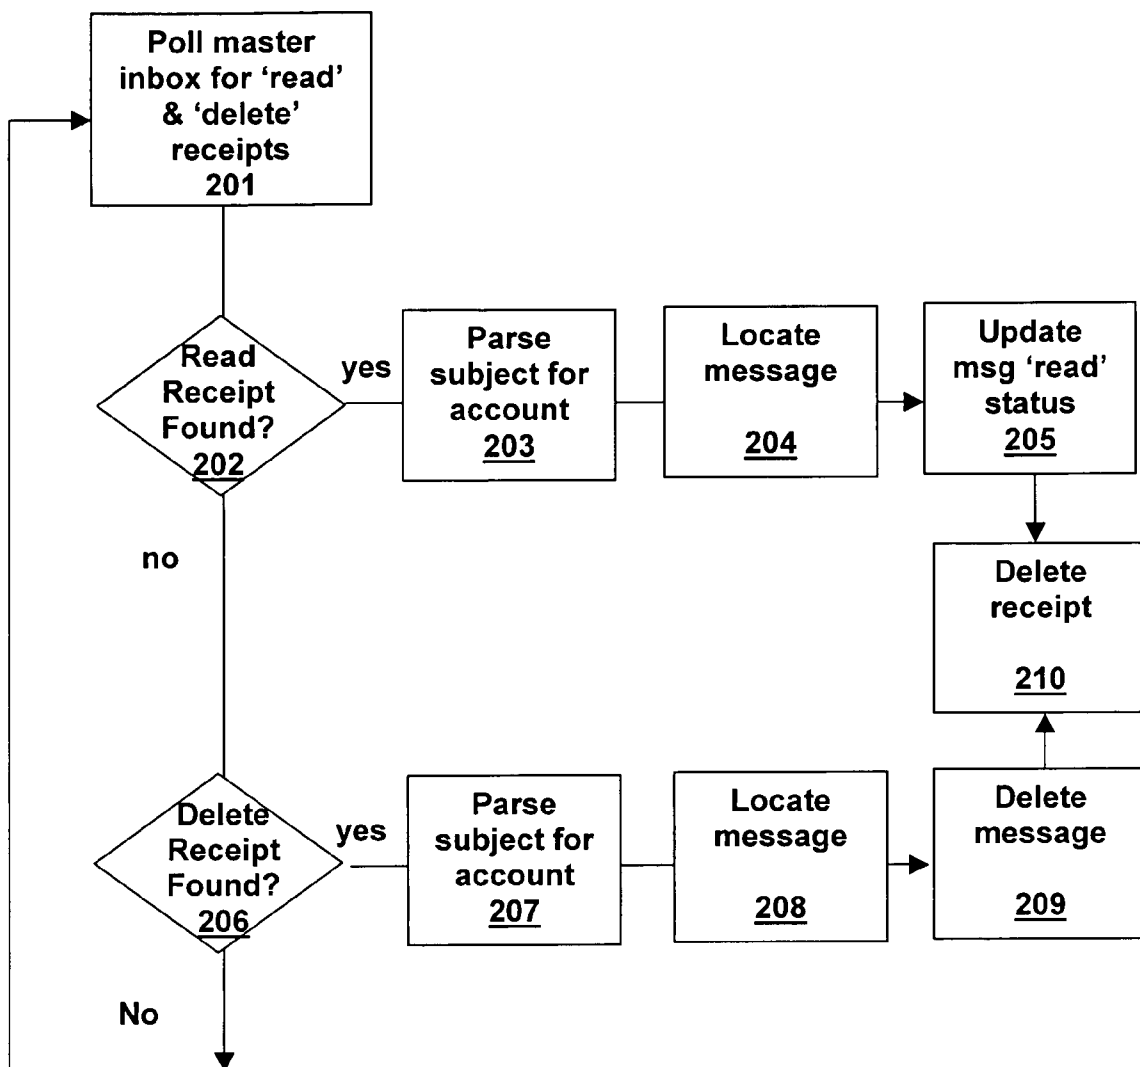 Poll master
inbox for ‘read’
& ‘delete’
receipts
201
Read
Receipt
Found?
202
yes
Parse
subject for
account
203
Locate
message
204
Update
msg ‘read’
status
205
no
Delete
receipt
210
Delete
Receipt
Found?
206
yes
Parse
subject for
account
207
Locate
message
208
Delete
message
209
No